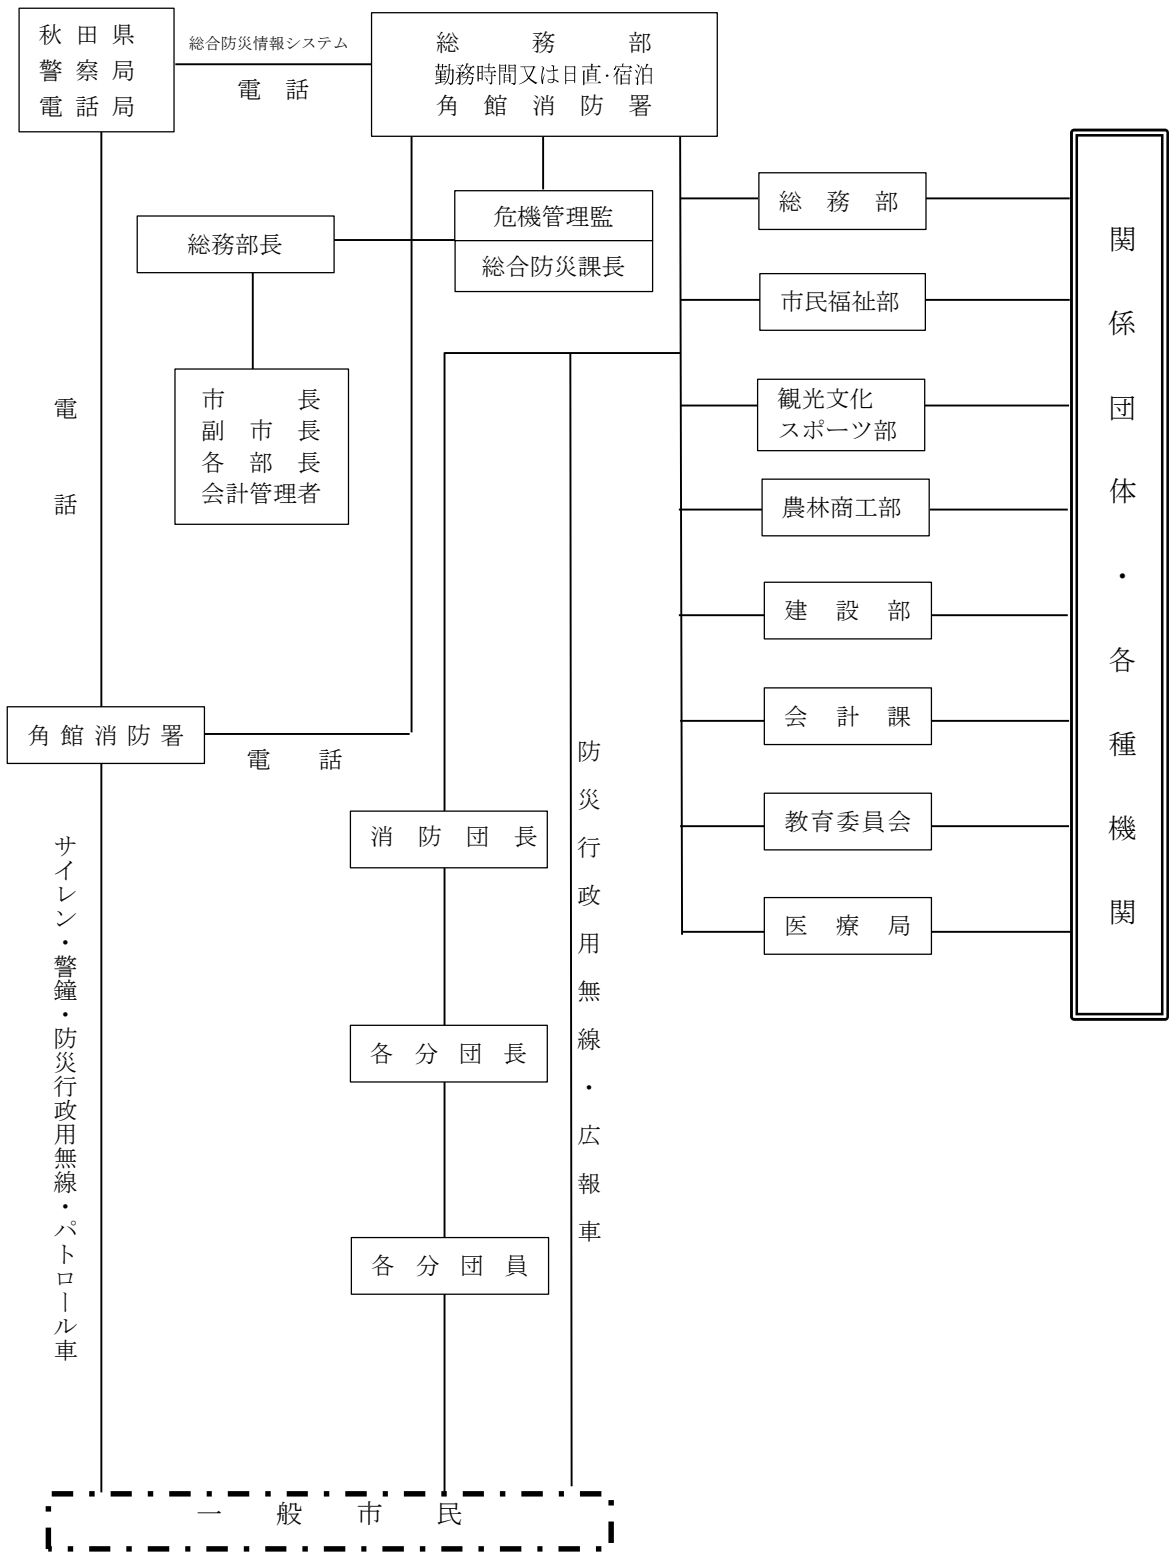 秋田県
警察局
電話局
総合防災情報システム
電話
総務部
勤務時間又は日直･宿泊
角館消防署
危機管理監
総合防災課長
総務部長
市長
副市長
各部長
会計管理者
電話
角館消防署
電話
サイレン・警鐘・防災行政用無線・パトロール車
消防団長
各分団長
各分団員
防災行政用無線・広報車
総務部
市民福祉部
観光文化
スポーツ部
農林商工部
建設部
会計課
教育委員会
医療局
関係団体・各種機関
一般市民